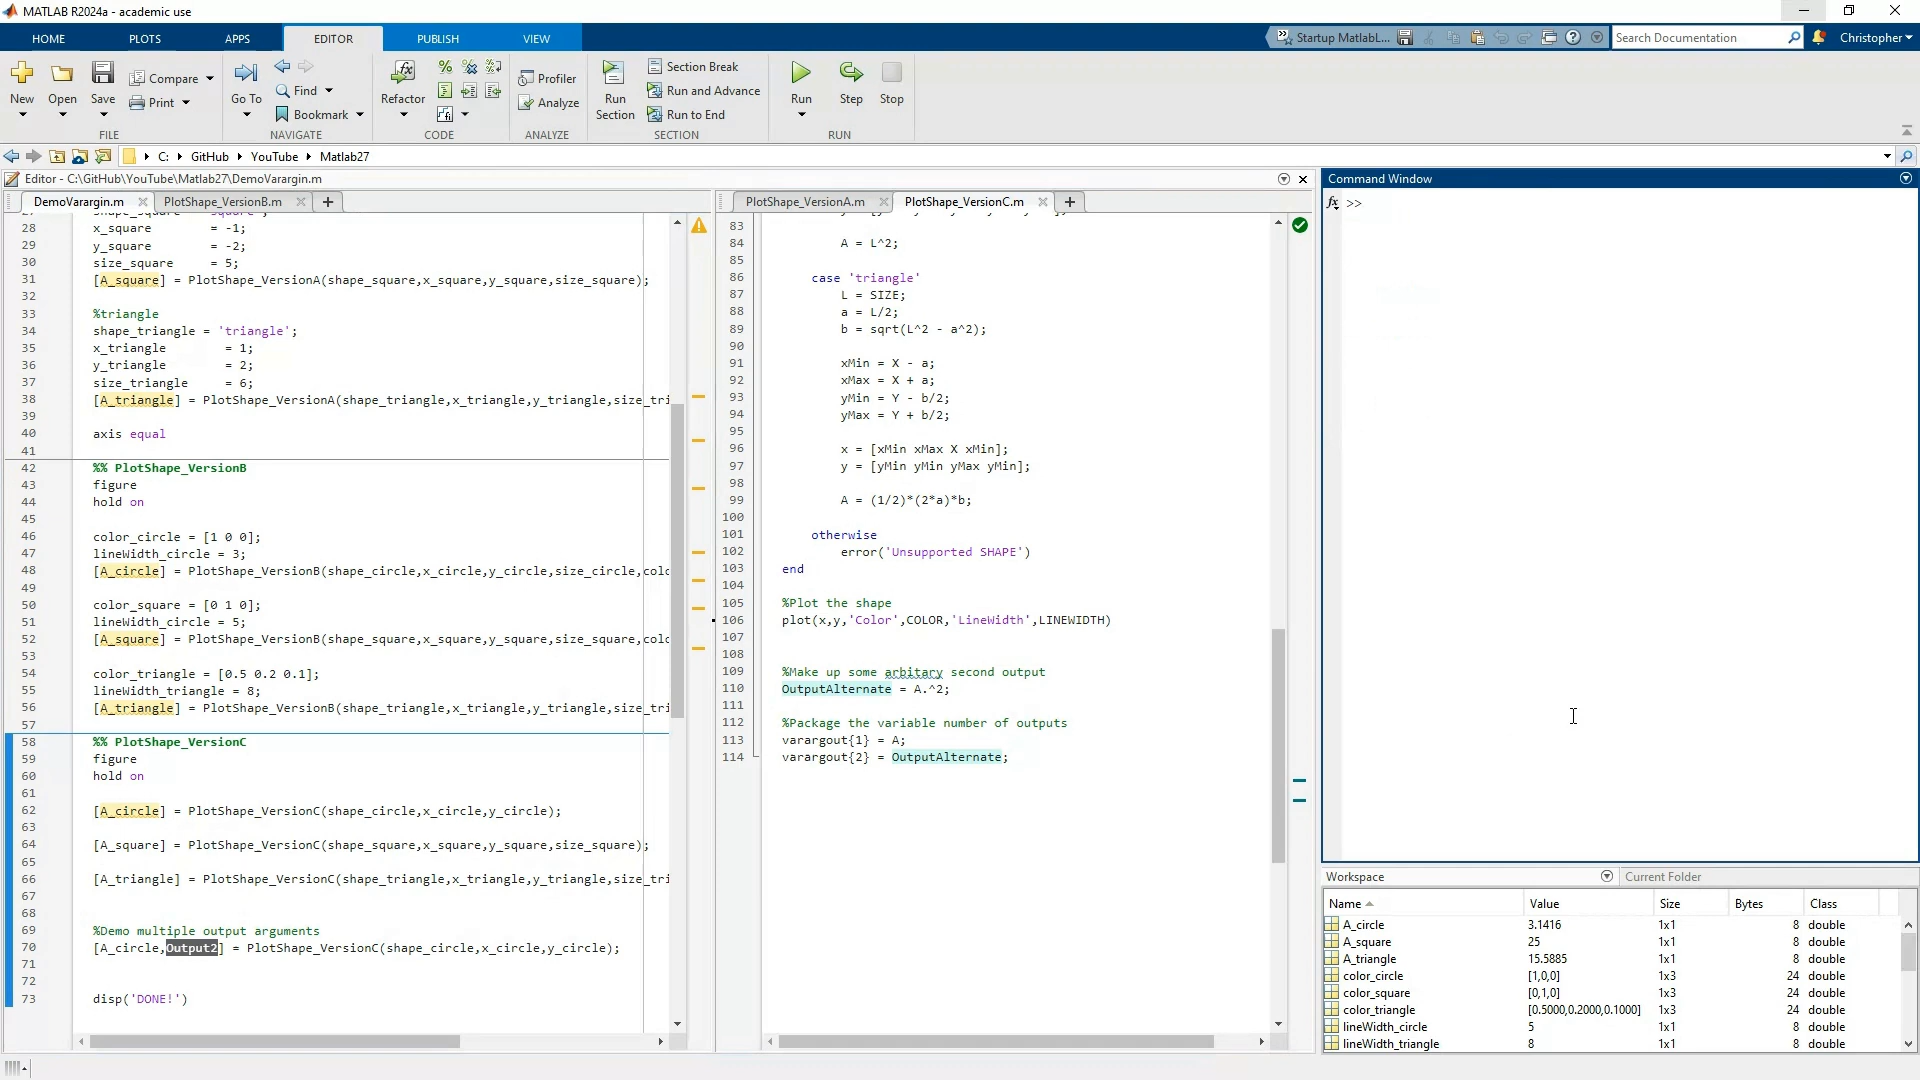 MATLAB R2024a - academic use
HOME PLOTS APPS EDITOR PUBLISH VIEW
Startup MatlabL... Search Documentation Christopher
New Open Save Compare Print
FILE
Go To Find Bookmark
NAVIGATE
Refactor
CODE
Profiler
Analyze
ANALYZE
Run Section
Section Break
Run and Advance
Run to End
SECTION
Run Step Stop
RUN
C: GitHub YouTube Matlab27
Editor - C:\GitHub\YouTube\Matlab27\DemoVarargin.m
DemoVarargin.m PlotShape_VersionB.m
28 x_square = -1;
29 y_square = -2;
30 size_square = 5;
31 [A_square] = PlotShape_VersionA(shape_square,x_square,y_square,size_square);
32
33 %triangle
34 shape_triangle = 'triangle';
35 x_triangle = 1;
36 y_triangle = 2;
37 size_triangle = 6;
38 [A_triangle] = PlotShape_VersionA(shape_triangle,x_triangle,y_triangle,size_tri
39
40 axis equal
41
42 %% PlotShape_VersionB
43 figure
44 hold on
45
46 color_circle = [1 0 0];
47 lineWidth_circle = 3;
48 [A_circle] = PlotShape_VersionB(shape_circle,x_circle,y_circle,size_circle,colo
49
50 color_square = [0 1 0];
51 lineWidth_circle = 5;
52 [A_square] = PlotShape_VersionB(shape_square,x_square,y_square,size_square,colo
53
54 color_triangle = [0.5 0.2 0.1];
55 lineWidth_triangle = 8;
56 [A_triangle] = PlotShape_VersionB(shape_triangle,x_triangle,y_triangle,size_tri
57
58 %% PlotShape_VersionC
59 figure
60 hold on
61
62 [A_circle] = PlotShape_VersionC(shape_circle,x_circle,y_circle);
63
64 [A_square] = PlotShape_VersionC(shape_square,x_square,y_square,size_square);
65
66 [A_triangle] = PlotShape_VersionC(shape_triangle,x_triangle,y_triangle,size_tri
67
68
69 %Demo multiple output arguments
70 [A_circle,Output2] = PlotShape_VersionC(shape_circle,x_circle,y_circle);
71
72
73 disp('DONE!')
PlotShape_VersionA.m PlotShape_VersionC.m
83
84 A = L^2;
85
86 case 'triangle'
87 L = SIZE;
88 a = L/2;
89 b = sqrt(L^2 - a^2);
90
91 xMin = X - a;
92 xMax = X + a;
93 yMin = Y - b/2;
94 yMax = Y + b/2;
95
96 x = [xMin xMax X xMin];
97 y = [yMin yMin yMax yMin];
98
99 A = (1/2)*(2*a)*b;
100
101 otherwise
102 error('Unsupported SHAPE')
103 end
104
105 %Plot the shape
106 plot(x,y,'Color',COLOR,'LineWidth',LINEWIDTH)
107
108
109 %Make up some arbitary second output
110 OutputAlternate = A.^2;
111
112 %Package the variable number of outputs
113 varargout{1} = A;
114 varargout{2} = OutputAlternate;
Command Window
fx >>
Workspace Current Folder
Name Value Size Bytes Class
A_circle 3.1416 1x1 8 double
A_square 25 1x1 8 double
A_triangle 15.5885 1x1 8 double
color_circle [1,0,0] 1x3 24 double
color_square [0,1,0] 1x3 24 double
color_triangle [0.5000,0.2000,0.1000] 1x3 24 double
lineWidth_circle 5 1x1 8 double
lineWidth_triangle 8 1x1 8 double